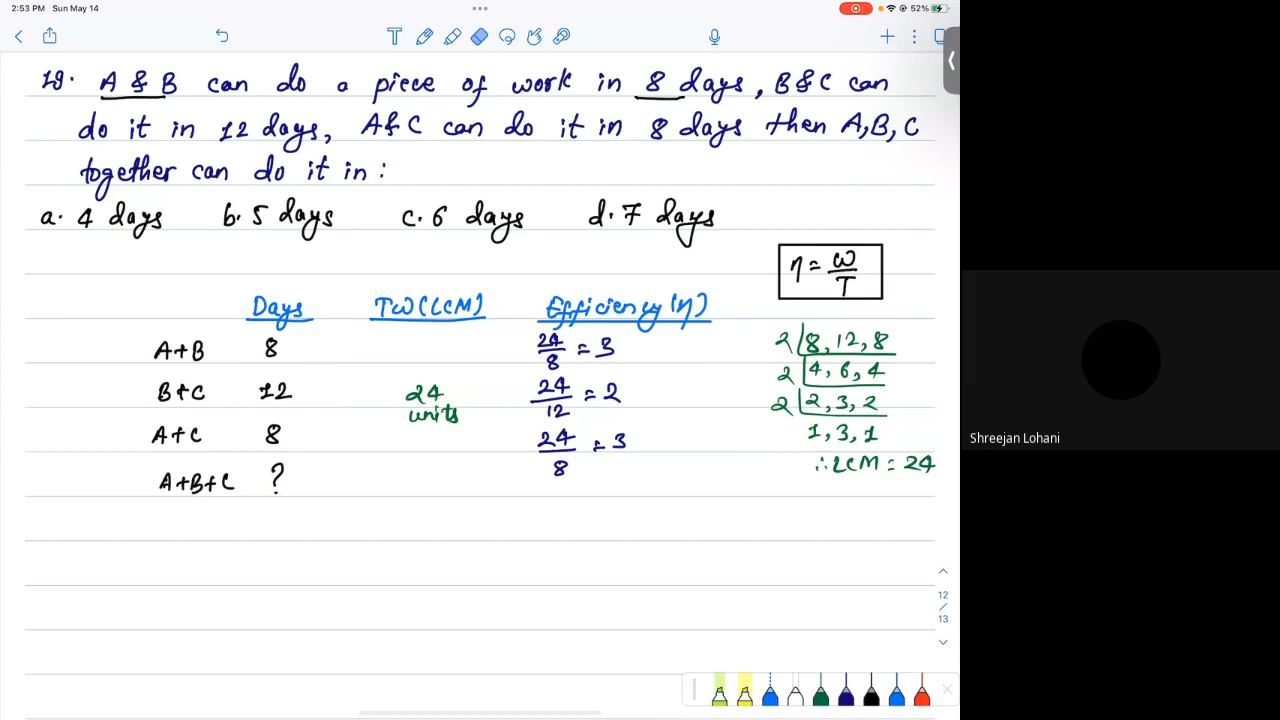 2:53 PM Sun May 14
52%
19. A & B can do a piece of work in 8 days, B & C can
do it in 12 days, A & C can do it in 8 days then A, B, C
together can do it in:
a. 4 days b. 5 days c. 6 days d. 7 days
η = w/T
Days TW(LCM) Efficiency(η)
A+B 8 24/8 = 3
B+C 12 24 units 24/12 = 2
A+C 8 24/8 = 3
A+B+C ?
2 | 8, 12, 8
2 | 4, 6, 4
2 | 2, 3, 2
1, 3, 1
∴ LCM = 24
Shreejan Lohani
12
/
13